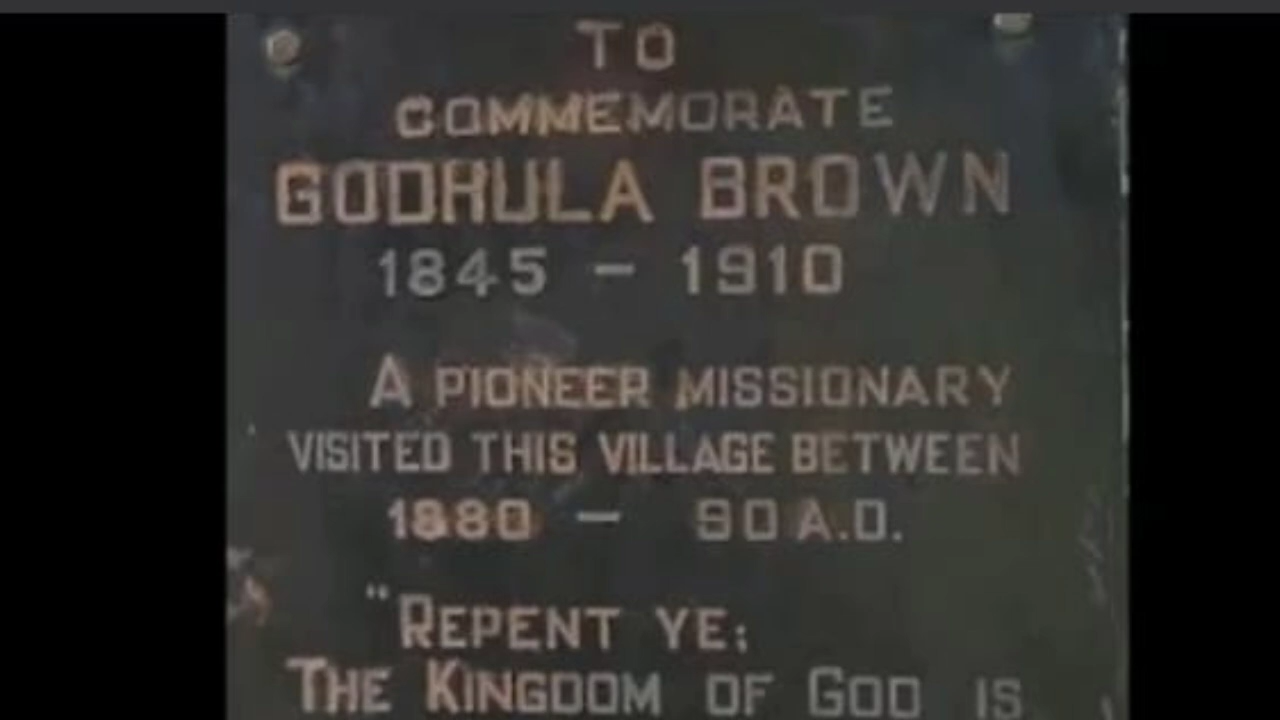 TO
COMMEMORATE
GODHULA BROWN
1845 - 1910
A PIONEER MISSIONARY
VISITED THIS VILLAGE BETWEEN
1880 - 90 A.D.
"REPENT YE;
THE KINGDOM OF GOD IS